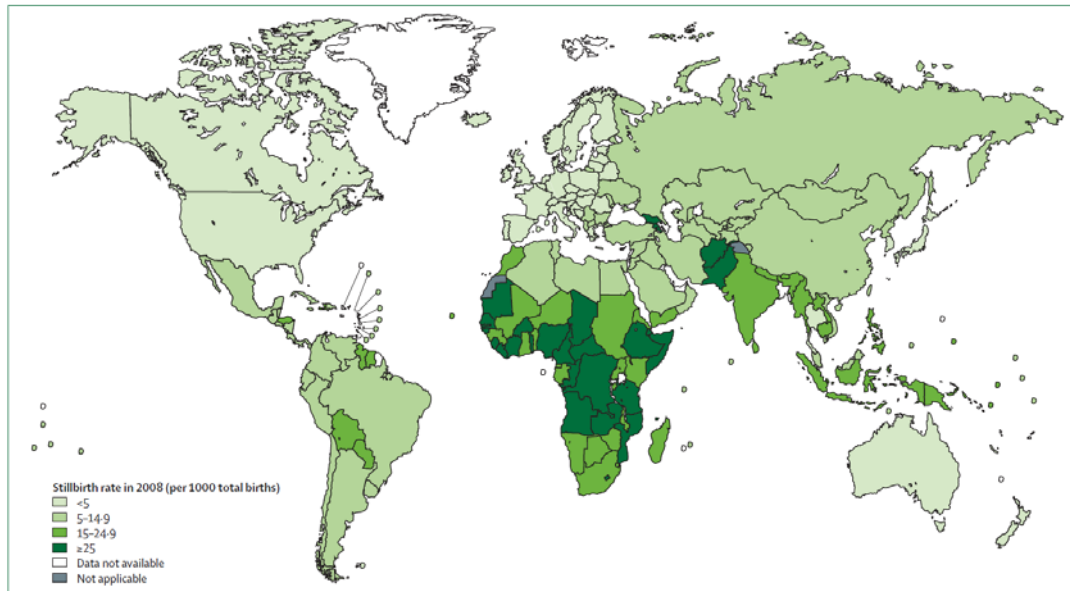 Stillbirth rate in 2008 (per 1000 total births)
<5
5–14·9
15–24·9
≥25
Data not available
Not applicable